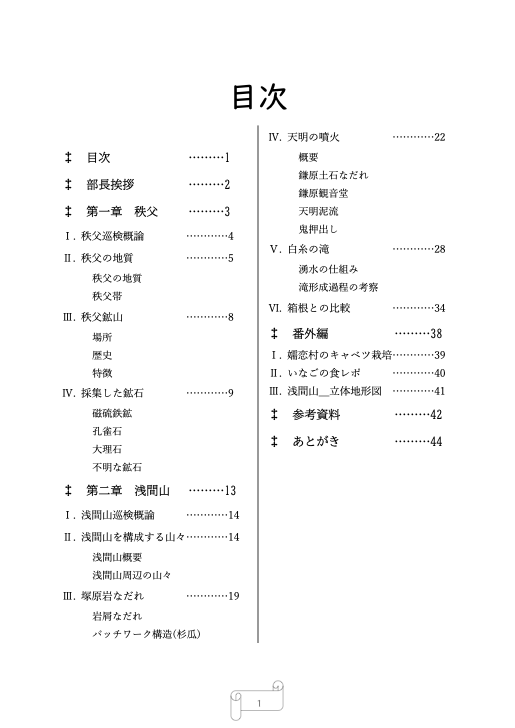 目次
‡ 目次 ………1
‡ 部長挨拶 ………2
‡ 第一章 秩父 ………3
Ⅰ. 秩父巡検概論 …………4
Ⅱ. 秩父の地質 …………5
秩父の地質
秩父帯
Ⅲ. 秩父鉱山 …………8
場所
歴史
特徴
Ⅳ. 採集した鉱石 …………9
磁硫鉄鉱
孔雀石
大理石
不明な鉱石
‡ 第二章 浅間山 ………13
Ⅰ. 浅間山巡検概論 …………14
Ⅱ. 浅間山を構成する山々…………14
浅間山概要
浅間山周辺の山々
Ⅲ. 塚原岩なだれ …………19
岩屑なだれ
パッチワーク構造(杉瓜)
Ⅳ. 天明の噴火 …………22
概要
鎌原土石なだれ
鎌原観音堂
天明泥流
鬼押出し
Ⅴ. 白糸の滝 …………28
湧水の仕組み
滝形成過程の考察
Ⅵ. 箱根との比較 …………34
‡ 番外編 ………38
Ⅰ. 嬬恋村のキャベツ栽培…………39
Ⅱ. いなごの食レポ …………40
Ⅲ. 浅間山__立体地形図 …………41
‡ 参考資料 ………42
‡ あとがき ………44
1